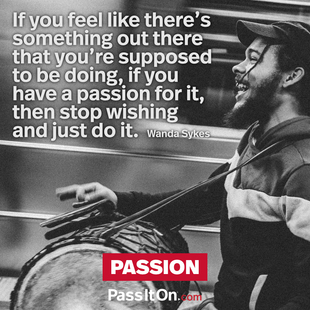 If you feel like there's
something out there
that you're supposed
to be doing, if you
have a passion for it,
then stop wishing
and just do it. Wanda Sykes
PASSION
PassItOn.com